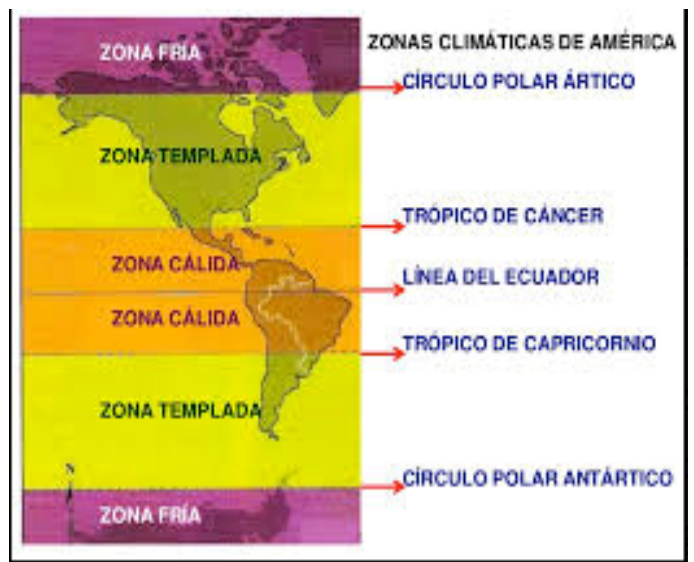 ZONAS CLIMÁTICAS DE AMÉRICA
ZONA FRÍA
CÍRCULO POLAR ÁRTICO
ZONA TEMPLADA
TRÓPICO DE CÁNCER
ZONA CÁLIDA
LÍNEA DEL ECUADOR
ZONA CÁLIDA
TRÓPICO DE CAPRICORNIO
ZONA TEMPLADA
N
CÍRCULO POLAR ANTÁRTICO
ZONA FRÍA